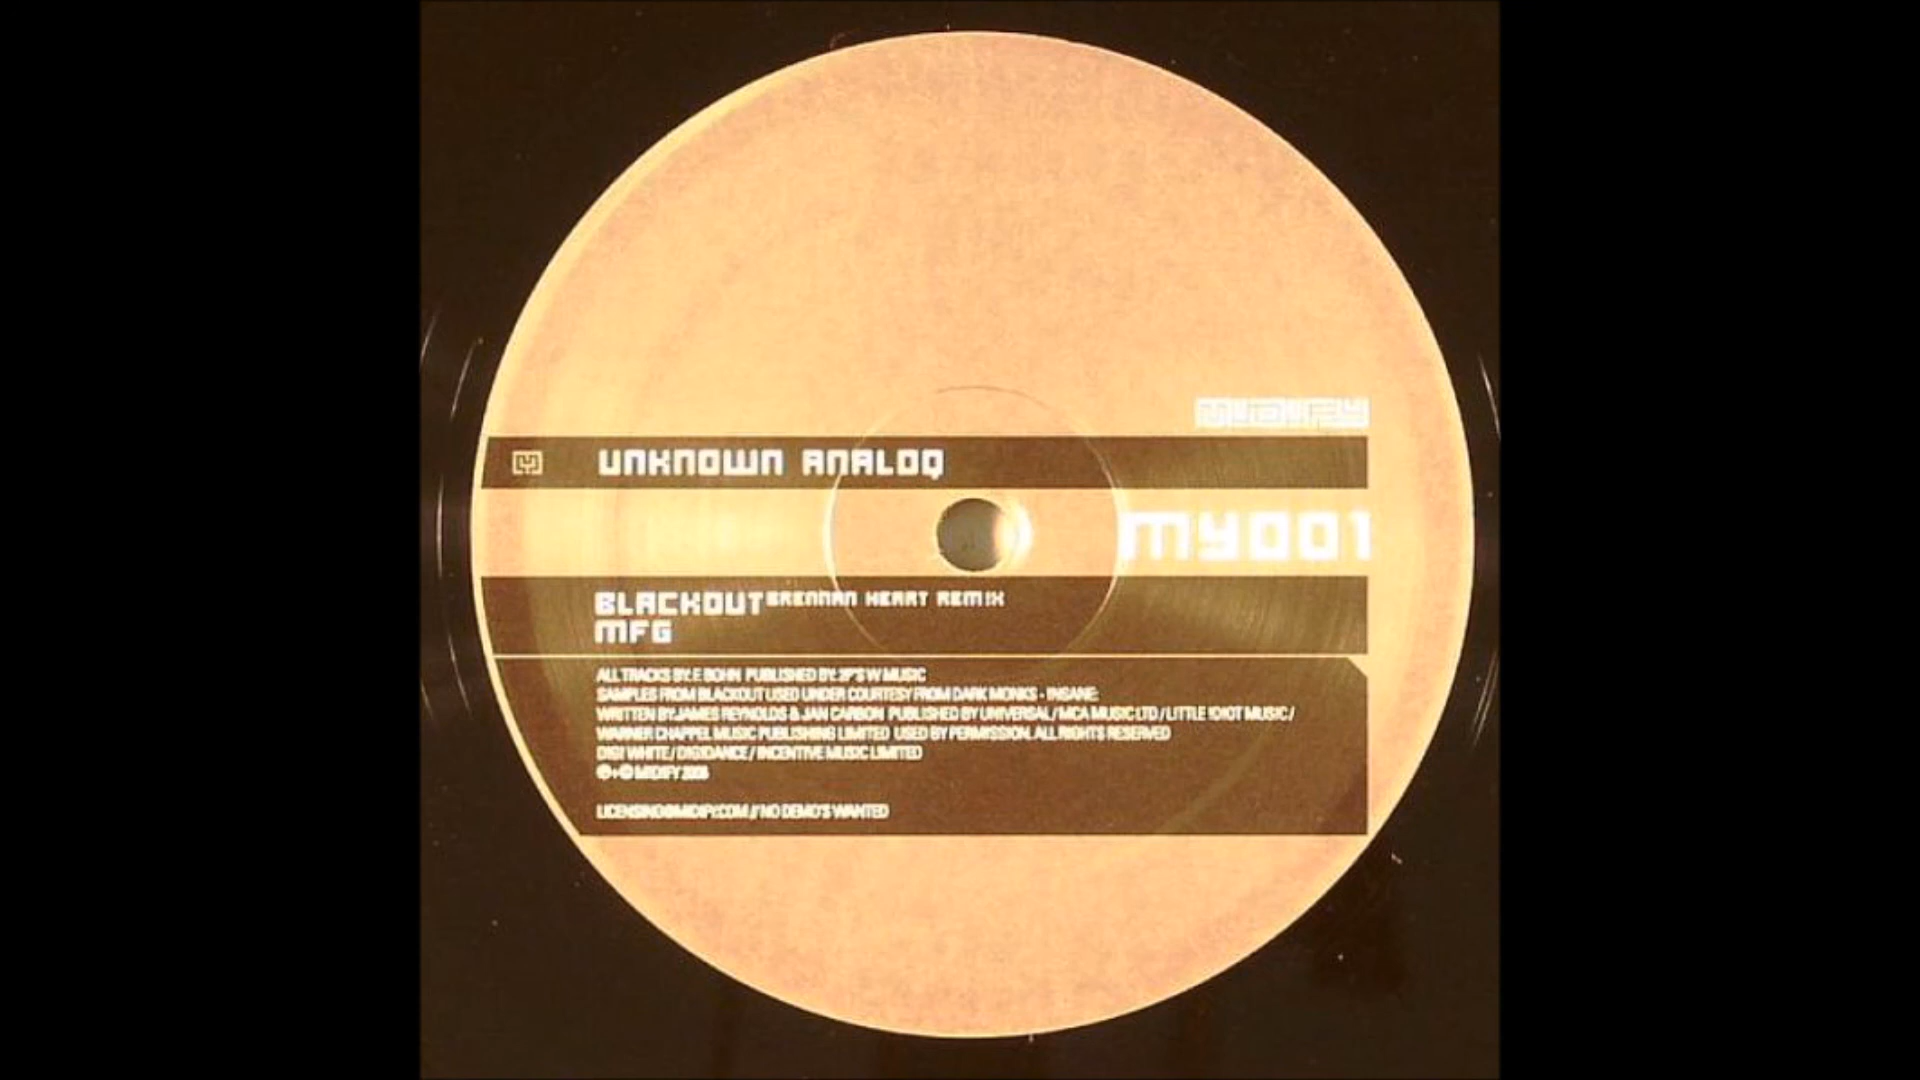 MIDIFY
UNKNOWN ANALOQ
MY001
BLACKOUT BRENNAN HEART REMIX
MFG
ALL TRACKS BY: F. BOHN PUBLISHED BY: 2P'S W MUSIC
SAMPLES FROM BLACKOUT USED UNDER COURTESY FROM DARK MONKS - INSANE:
WRITTEN BY JAMES REYNOLDS & JAN CARBON PUBLISHED BY UNIVERSAL / MCA MUSIC LTD / LITTLE IDIOT MUSIC /
WARNER CHAPPEL MUSIC PUBLISHING LIMITED USED BY PERMISSION. ALL RIGHTS RESERVED
DIGI WHITE / DIGIDANCE / INCENTIVE MUSIC LIMITED
℗+© MIDIFY
LICENSING@MIDIFY.COM // NO DEMO'S WANTED